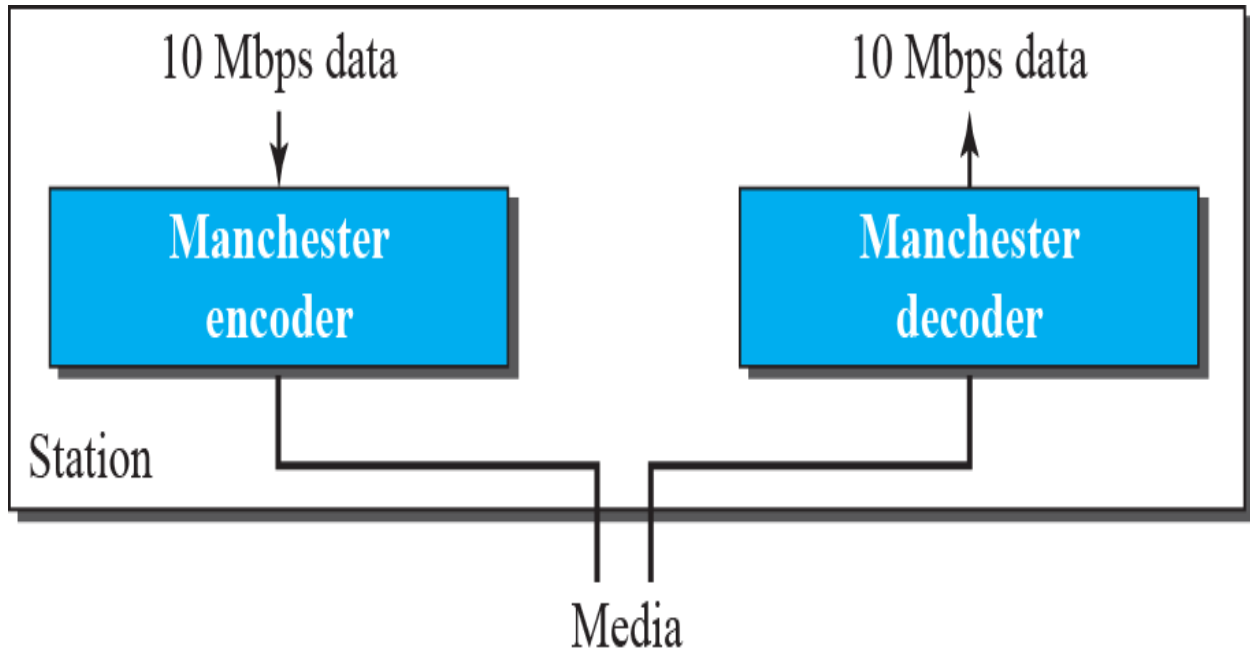 10 Mbps data
10 Mbps data
Manchester
encoder
Manchester
decoder
Station
Media